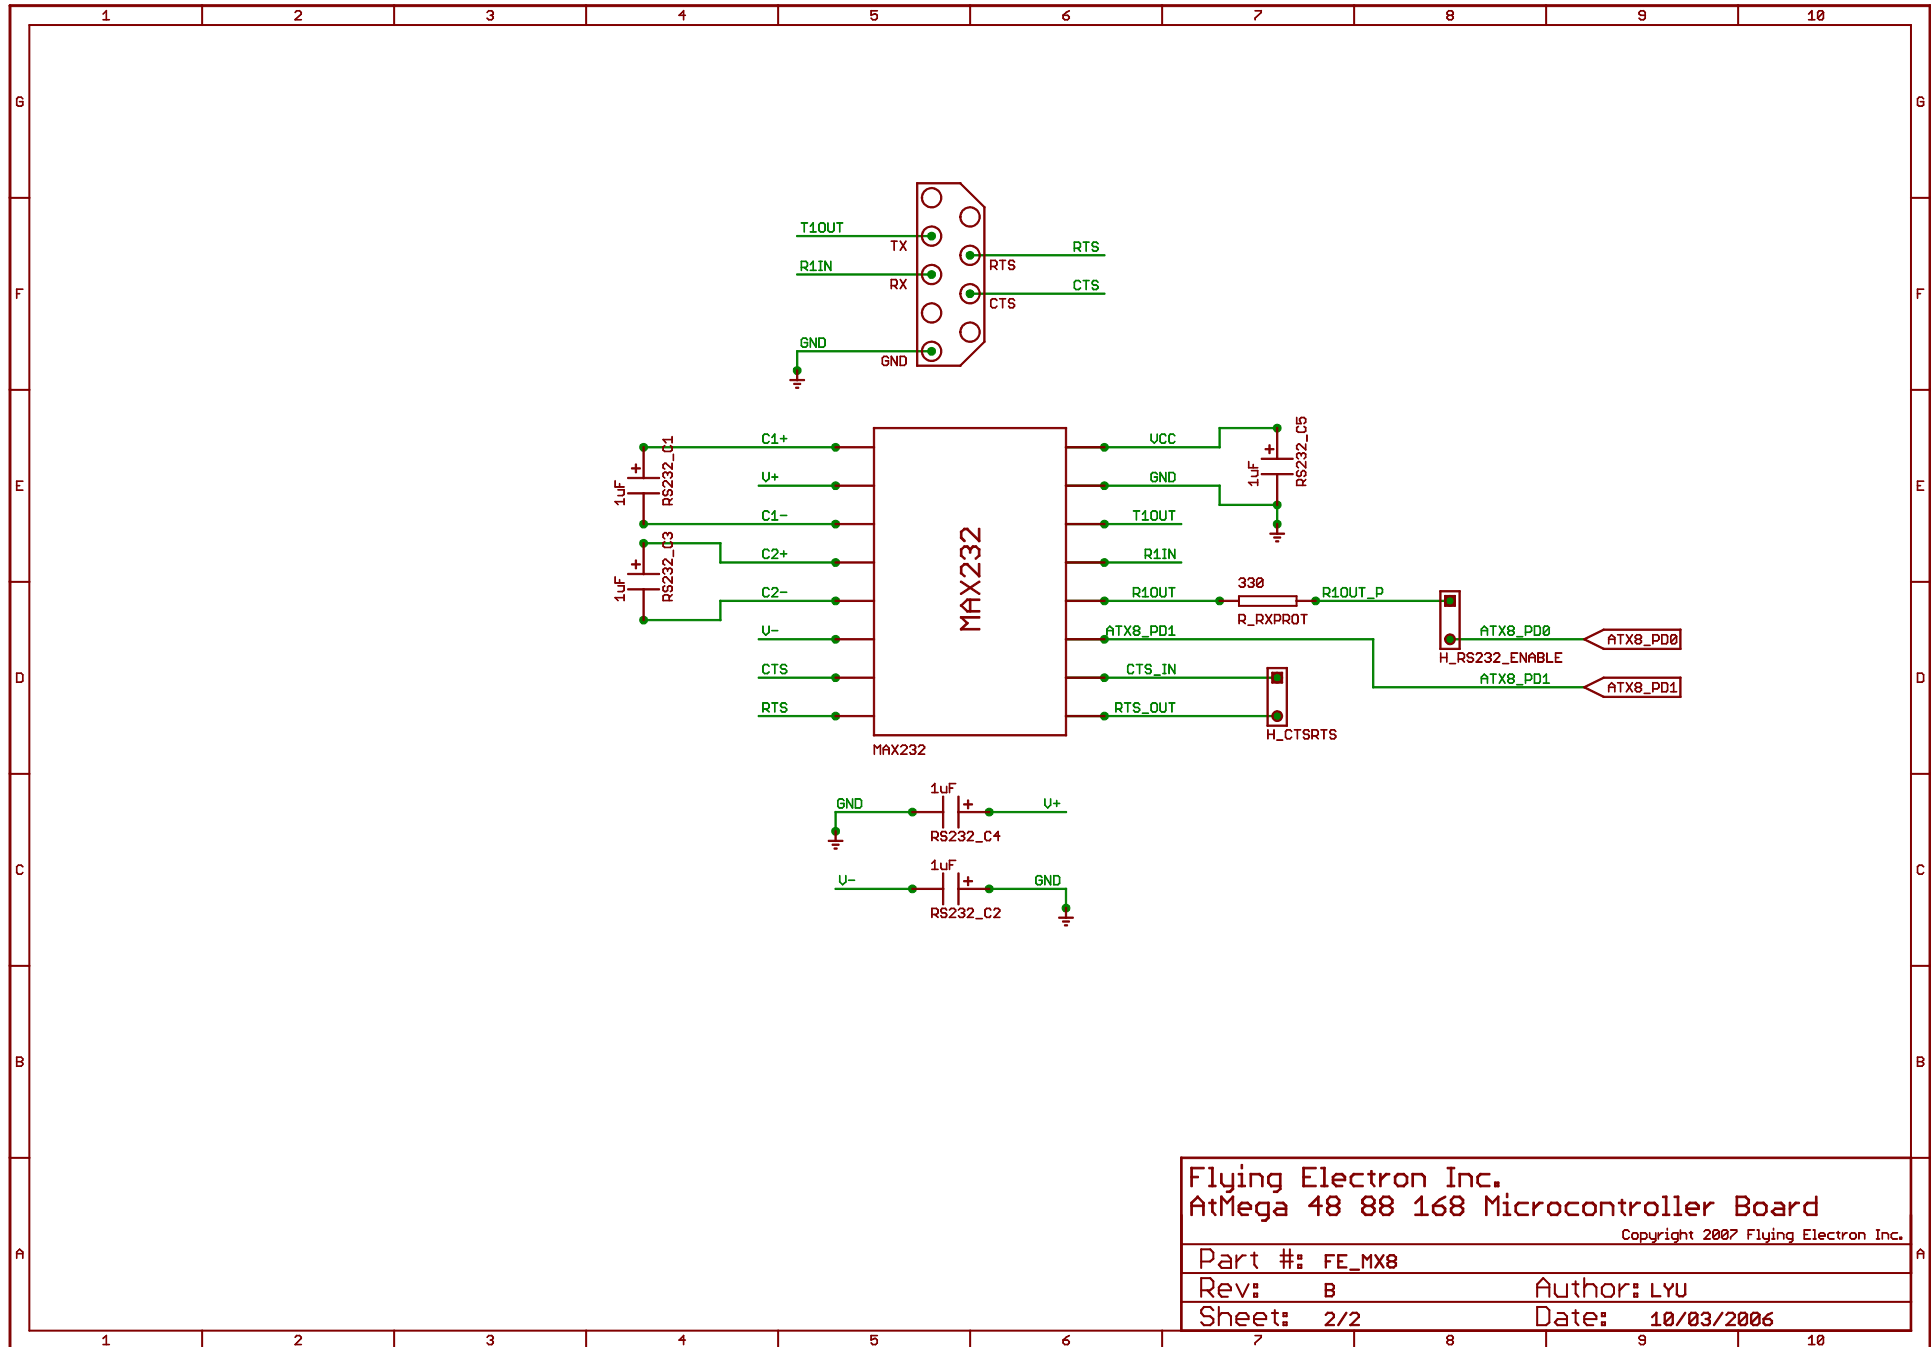 1 2 3 4 5 6 7 8 9 10
G G
T1OUT
TX
RTS
RTS
R1IN
RX
F F
CTS
CTS
GND
GND
C1+
VCC
RS232_C5
1uF
+
RS232_C1
1uF
+
V+
GND
E E
C1-
T1OUT
MAX232
RS232_C3
1uF
+
C2+
R1IN
C2-
R1OUT
330
R_RXPROT
R1OUT_P
V-
ATX8_PD1
ATX8_PD0
ATX8_PD0
H_RS232_ENABLE
CTS
CTS_IN
ATX8_PD1
ATX8_PD1
D D
RTS
RTS_OUT
H_CTSRTS
MAX232
1uF
GND
+
V+
RS232_C4
1uF
C C
V-
+
GND
RS232_C2
B B
Flying Electron Inc.
AtMega 48 88 168 Microcontroller Board
Copyright 2007 Flying Electron Inc.
A A
Part #: FE_MX8
Rev: B Author: LYU
Sheet: 2/2 Date: 10/03/2006
1 2 3 4 5 6 7 8 9 10